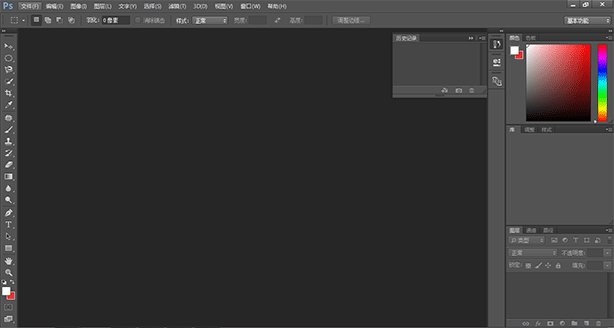 Ps 文件(F) 编辑(E) 图像(I) 图层(L) 文字(Y) 选择(S) 滤镜(T) 3D(D) 视图(V) 窗口(W) 帮助(H)
羽化: 0 像素 消除锯齿 样式: 正常 宽度: 高度: 调整边缘... 基本功能
历史记录
颜色 色板
库 调整 样式
图层 通道 路径
类型
正常 不透明度:
锁定: 填充: